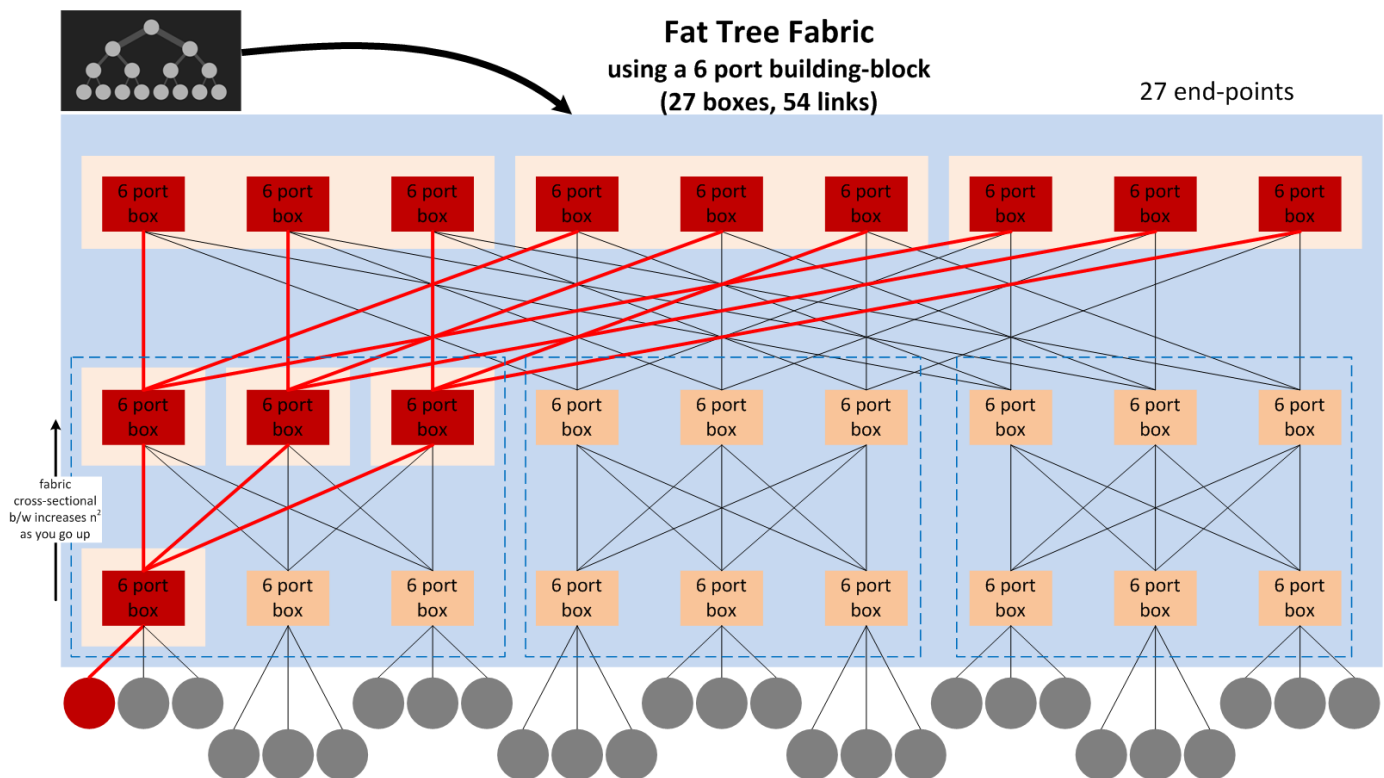 Fat Tree Fabric
using a 6 port building-block
(27 boxes, 54 links)
27 end-points
6 port
box
6 port
box
6 port
box
6 port
box
6 port
box
6 port
box
6 port
box
6 port
box
6 port
box
6 port
box
6 port
box
6 port
box
6 port
box
6 port
box
6 port
box
6 port
box
6 port
box
6 port
box
fabric
cross-sectional
b/w increases n²
as you go up
6 port
box
6 port
box
6 port
box
6 port
box
6 port
box
6 port
box
6 port
box
6 port
box
6 port
box